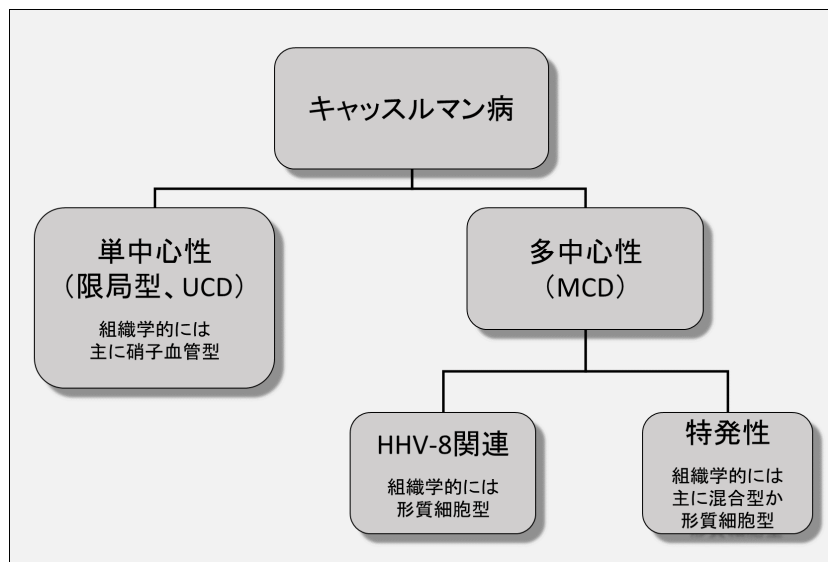 キャッスルマン病
単中心性
（限局型、UCD）
組織学的には
主に硝子血管型
多中心性
（MCD）
HHV-8関連
組織学的には
形質細胞型
特発性
組織学的には
主に混合型か
形質細胞型